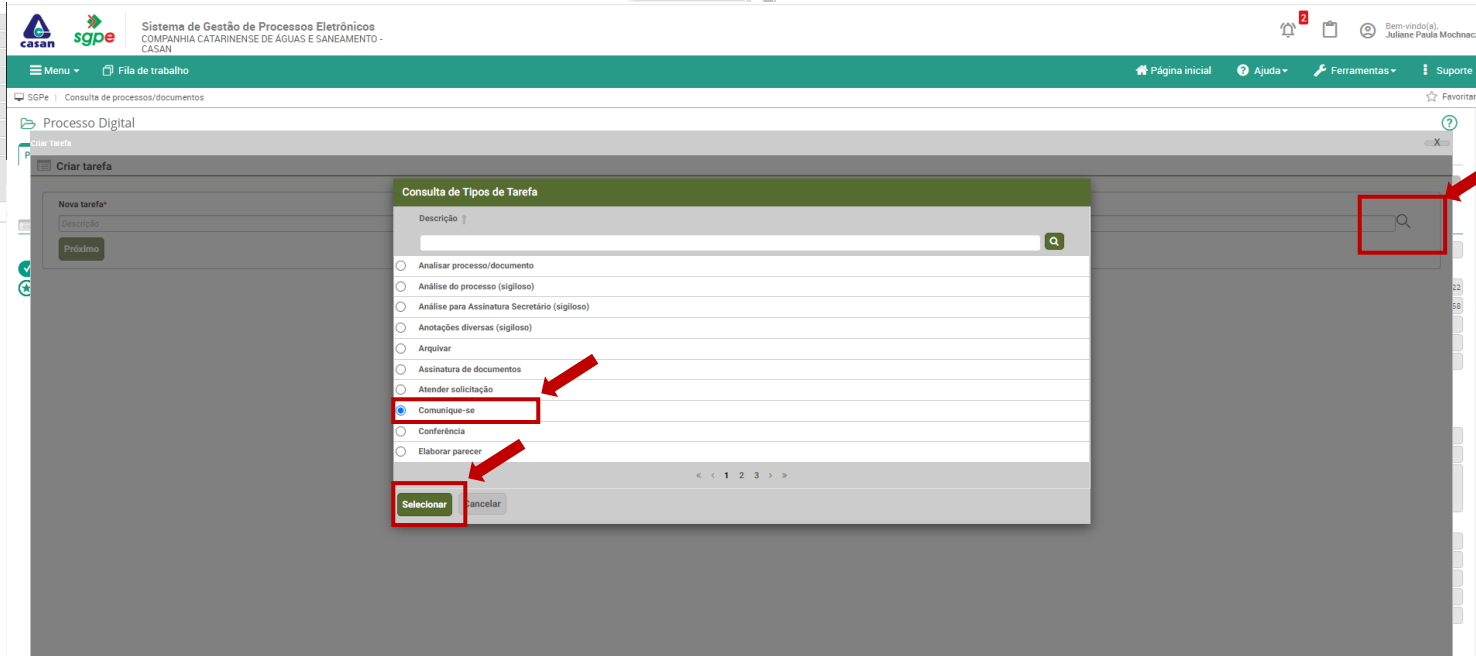 casan
sgpe
Sistema de Gestão de Processos Eletrônicos
COMPANHIA CATARINENSE DE ÁGUAS E SANEAMENTO -
CASAN
2
Bem-vindo(a),
Juliane Paula Mochnac
Menu
Fila de trabalho
Página inicial
Ajuda
Ferramentas
Suporte
SGPe | Consulta de processos/documentos
Favoritar
Processo Digital
Criar Tarefa
X
P
Criar tarefa
Consulta de Tipos de Tarefa
Nova tarefa*
Descrição
Descrição
Próximo
Analisar processo/documento
Análise do processo (sigiloso)
22
Análise para Assinatura Secretário (sigiloso)
58
Anotações diversas (sigiloso)
Arquivar
Assinatura de documentos
Atender solicitação
Comunique-se
Conferência
Elaborar parecer
« ‹ 1 2 3 › »
Selecionar
Cancelar